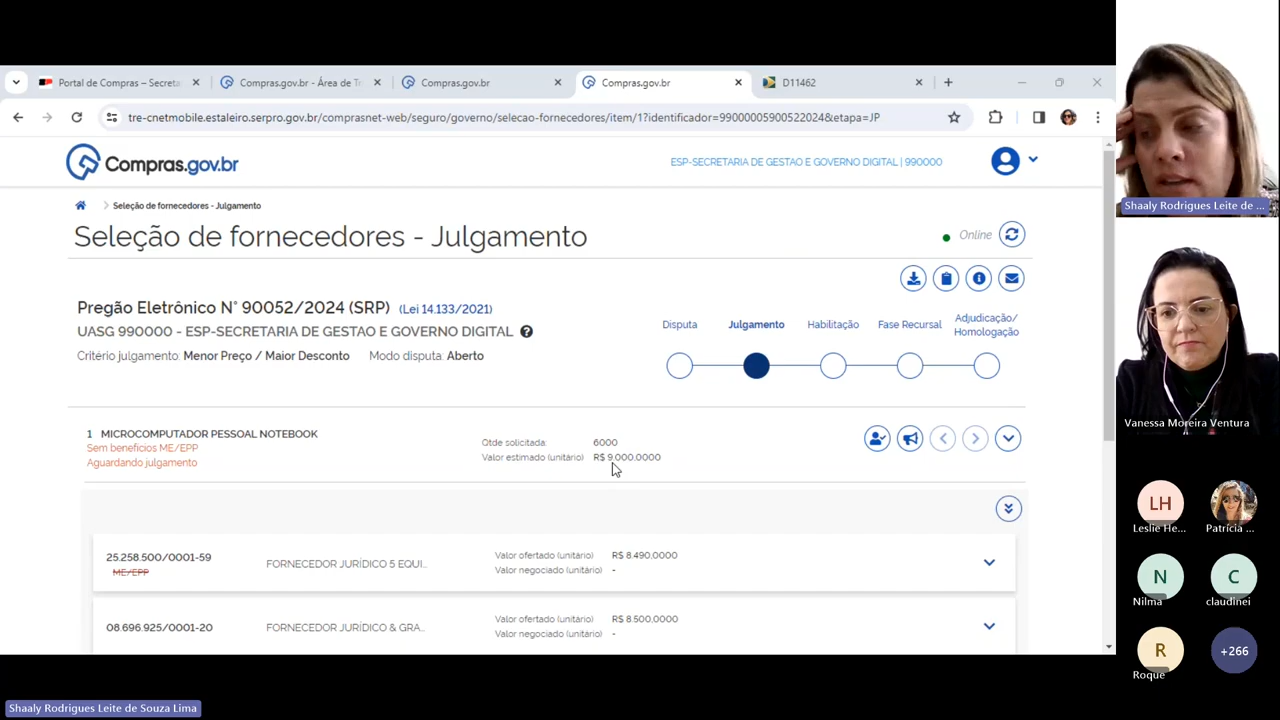 Portal de Compras – Secreta
Compras.gov.br - Área de Tr
Compras.gov.br
Compras.gov.br
D11462
tre-cnetmobile.estaleiro.serpro.gov.br/comprasnet-web/seguro/governo/selecao-fornecedores/item/1?identificador=99000005900522024&etapa=JP
Compras.gov.br
ESP-SECRETARIA DE GESTAO E GOVERNO DIGITAL | 990000
Seleção de fornecedores - Julgamento
Seleção de fornecedores - Julgamento
Online
Pregão Eletrônico N° 90052/2024 (SRP) (Lei 14.133/2021)
UASG 990000 - ESP-SECRETARIA DE GESTAO E GOVERNO DIGITAL
Critério julgamento: Menor Preço / Maior Desconto Modo disputa: Aberto
Disputa
Julgamento
Habilitação
Fase Recursal
Adjudicação/
Homologação
1 MICROCOMPUTADOR PESSOAL NOTEBOOK
Sem benefícios ME/EPP
Aguardando julgamento
Qtde solicitada: 6000
Valor estimado (unitário) R$ 9.000,0000
25.258.500/0001-59
ME/EPP
FORNECEDOR JURÍDICO 5 EQUI...
Valor ofertado (unitário) R$ 8.490,0000
Valor negociado (unitário) -
08.696.925/0001-20
FORNECEDOR JURÍDICO & GRA...
Valor ofertado (unitário) R$ 8.500,0000
Valor negociado (unitário) -
Shaaly Rodrigues Leite de ...
Vanessa Moreira Ventura
LH
Leslie He...
Patrícia ...
N
Nilma
C
claudinei
R
Roque
+266
Shaaly Rodrigues Leite de Souza Lima